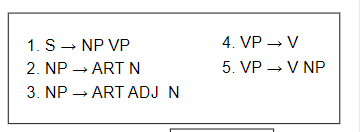 1. S → NP VP
2. NP → ART N
3. NP → ART ADJ N
4. VP → V
5. VP → V NP